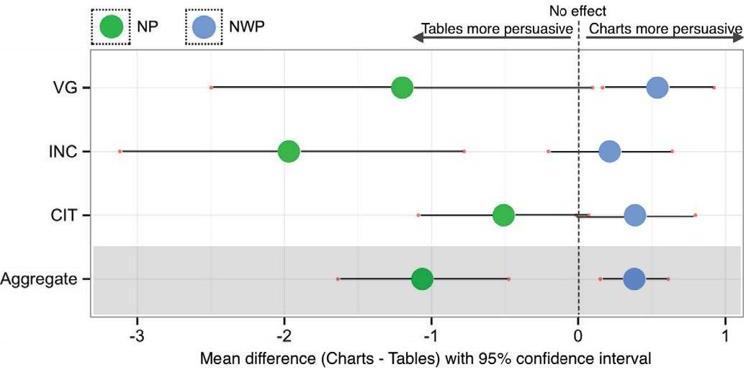 No effect
NP NWP
Tables more persuasive Charts more persuasive
VG
INC
CIT
Aggregate
-3 -2 -1 0 1
Mean difference (Charts - Tables) with 95% confidence interval